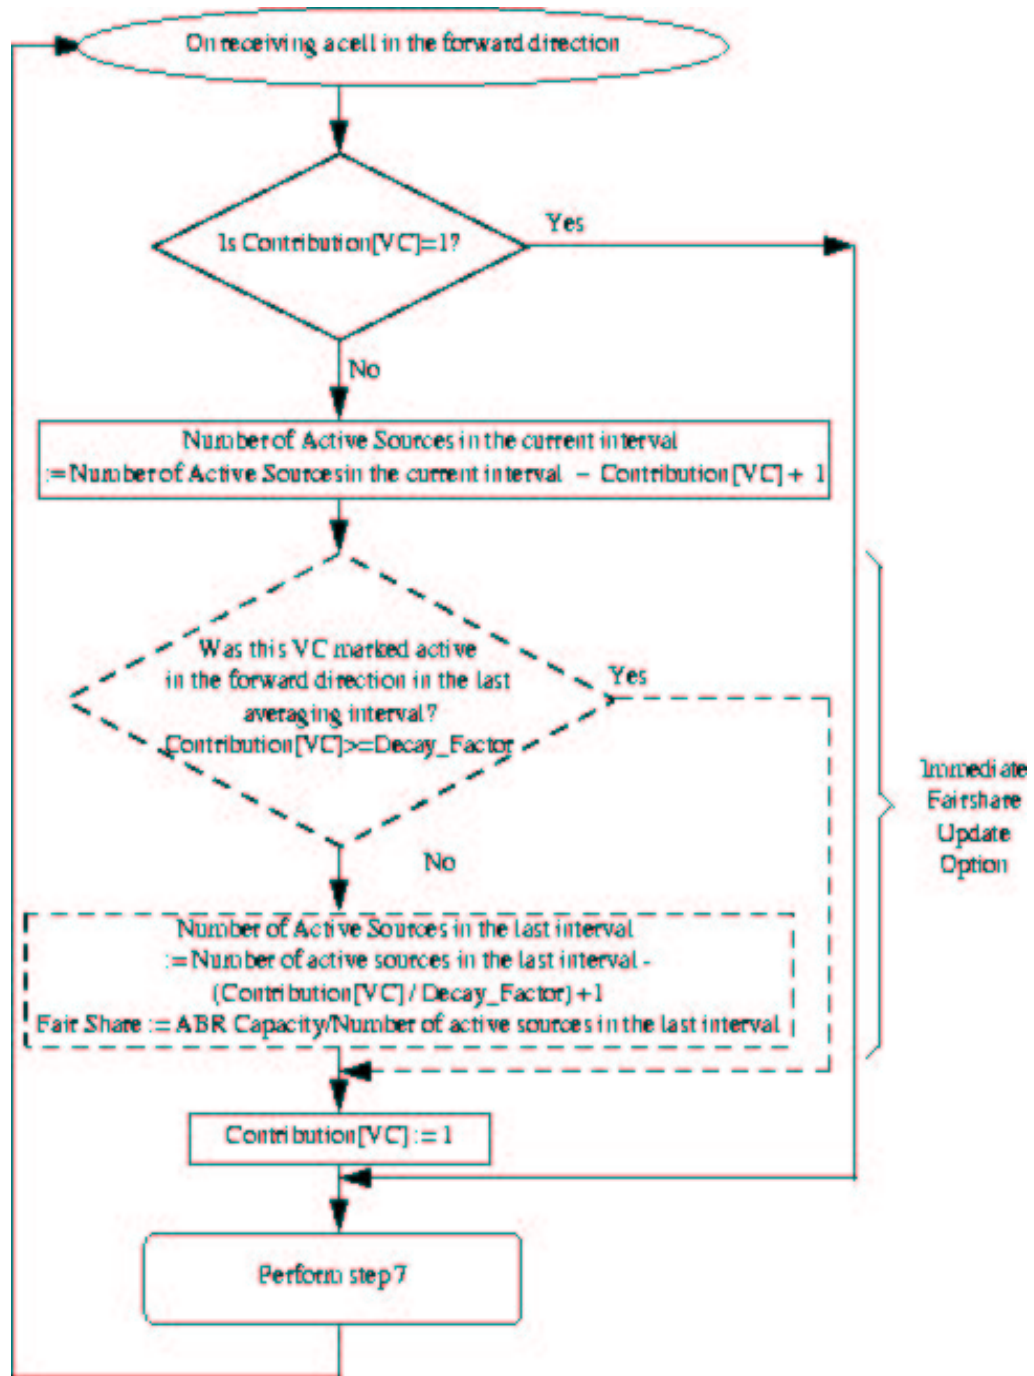 On receiving a cell in the forward direction
Is Contribution[VC]=1?
Yes
No
Number of Active Sources in the current interval
:= Number of Active Sources in the current interval - Contribution[VC] + 1
Was this VC marked active
in the forward direction in the last
averaging interval?
Contribution[VC]>=Decay_Factor
Yes
No
Number of Active Sources in the last interval
:= Number of active sources in the last interval -
(Contribution[VC] / Decay_Factor) +1
Fair Share := ABR Capacity/Number of active sources in the last interval
Immediate
Fairshare
Update
Option
Contribution[VC] := 1
Perform step 7